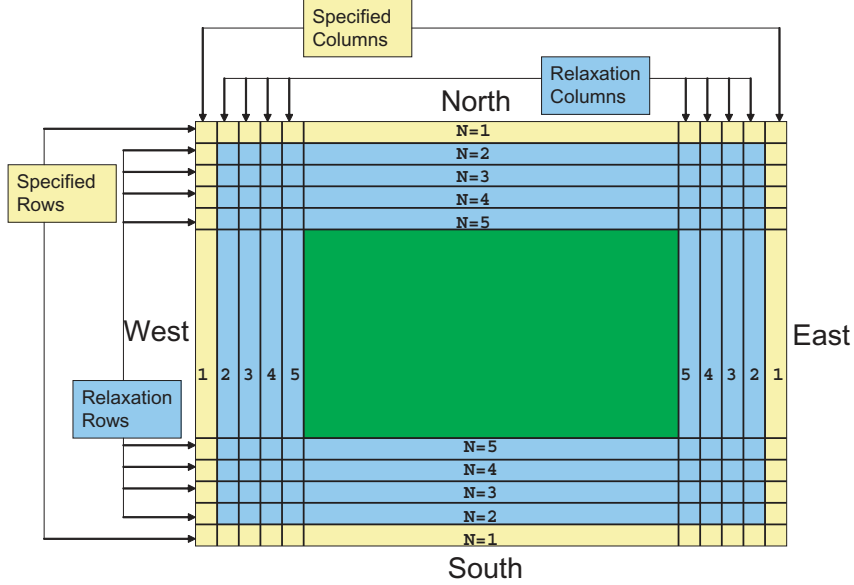 Specified
Columns
Relaxation
Columns
North
N=1
N=2
N=3
N=4
N=5
Specified
Rows
West
East
1 2 3 4 5
5 4 3 2 1
Relaxation
Rows
N=5
N=4
N=3
N=2
N=1
South